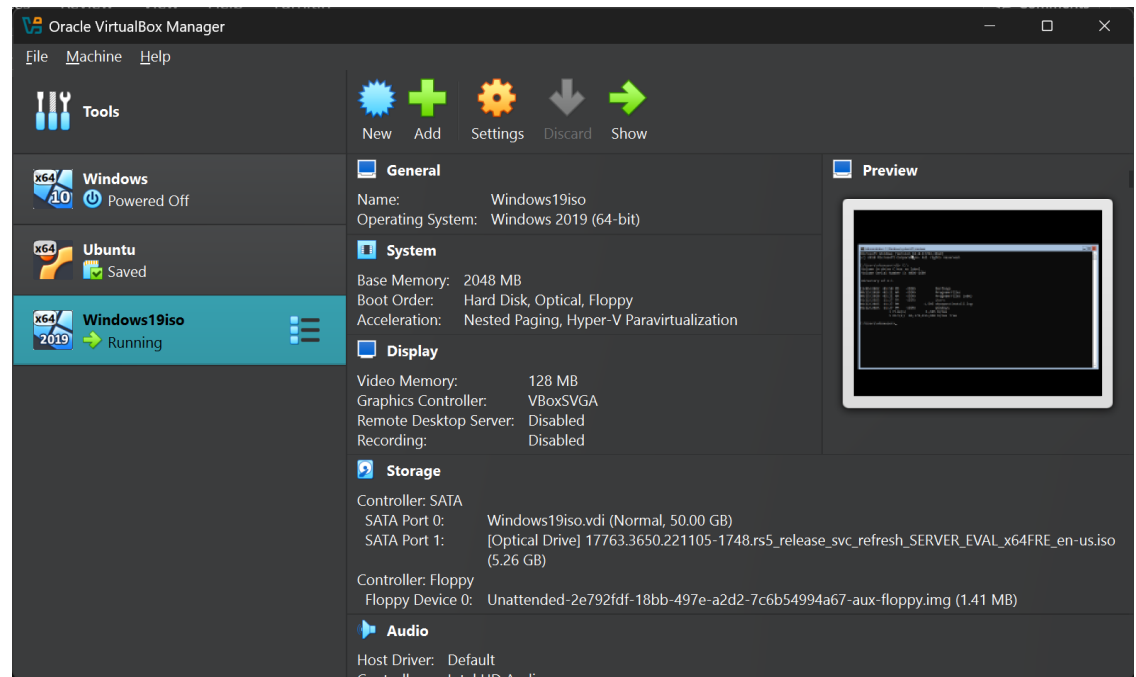 Oracle VirtualBox Manager
File Machine Help
Tools
New Add Settings Discard Show
x64
10
Windows
Powered Off
x64
Ubuntu
Saved
x64
2019
Windows19iso
Running
General
Name: Windows19iso
Operating System: Windows 2019 (64-bit)
System
Base Memory: 2048 MB
Boot Order: Hard Disk, Optical, Floppy
Acceleration: Nested Paging, Hyper-V Paravirtualization
Display
Video Memory: 128 MB
Graphics Controller: VBoxSVGA
Remote Desktop Server: Disabled
Recording: Disabled
Preview
Storage
Controller: SATA
SATA Port 0: Windows19iso.vdi (Normal, 50.00 GB)
SATA Port 1: [Optical Drive] 17763.3650.221105-1748.rs5_release_svc_refresh_SERVER_EVAL_x64FRE_en-us.iso
(5.26 GB)
Controller: Floppy
Floppy Device 0: Unattended-2e792fdf-18bb-497e-a2d2-7c6b54994a67-aux-floppy.img (1.41 MB)
Audio
Host Driver: Default